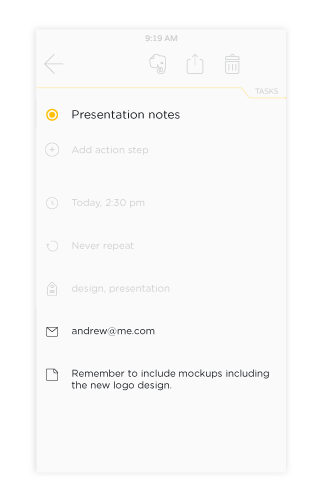 9:19 AM
TASKS
Presentation notes
Add action step
Today, 2:30 pm
Never repeat
design, presentation
andrew@me.com
Remember to include mockups including
the new logo design.